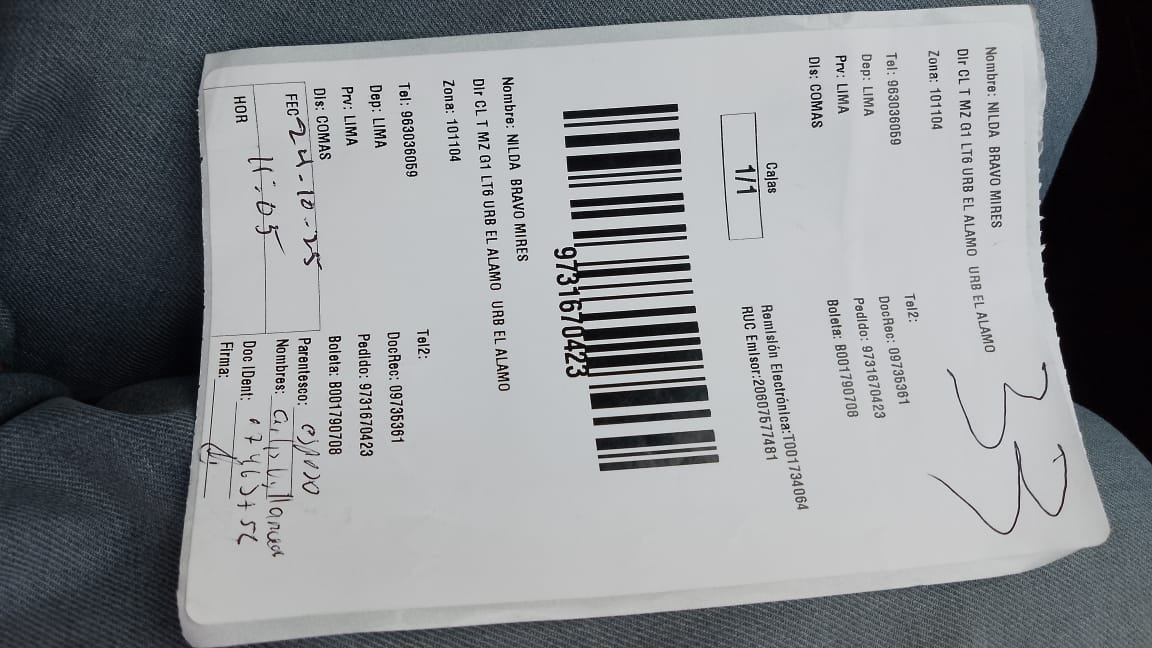 33
Nombre: NILDA BRAVO MIRES
Dir CL T MZ G1 LT6 URB EL ALAMO URB EL ALAMO
Zona: 101104
Tel2:
Tel: 963036059
DocRec: 09735361
Dep: LIMA
Pedido: 9731670423
Prv: LIMA
Boleta: B001790708
Dis: COMAS
Cajas
1/1
Remisión Electrónica:T001734064
RUC Emisor:20607577481
9731670423
Nombre: NILDA BRAVO MIRES
Dir CL T MZ G1 LT6 URB EL ALAMO URB EL ALAMO
Zona: 101104
Tel2:
Tel: 963036059
DocRec: 09735361
Dep: LIMA
Pedido: 9731670423
Prv: LIMA
Boleta: B001790708
Dis: COMAS
Parentesco: esposo
FEC 24-10-25
Nombres:
Doc IDent:
HOR 11:05
Firma: